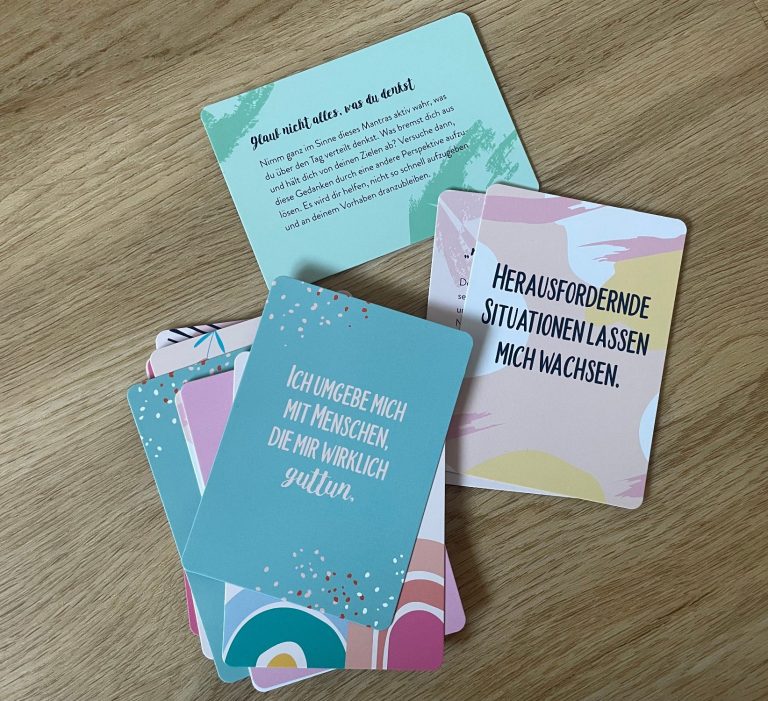 Glaub nicht alles, was du denkst
Nimm ganz im Sinne dieses Mantras aktiv wahr, was
du über den Tag verteilt denkst. Was bremst dich aus
und hält dich von deinen Zielen ab? Versuche dann,
diese Gedanken durch eine andere Perspektive aufzu-
lösen. Es wird dir helfen, nicht so schnell aufzugeben
und an deinem Vorhaben dranzubleiben.
HERAUSFORDERNDE
SITUATIONEN LASSEN
MICH WACHSEN.
ICH UMGEBE MICH
MIT MENSCHEN,
DIE MIR WIRKLICH
guttun.